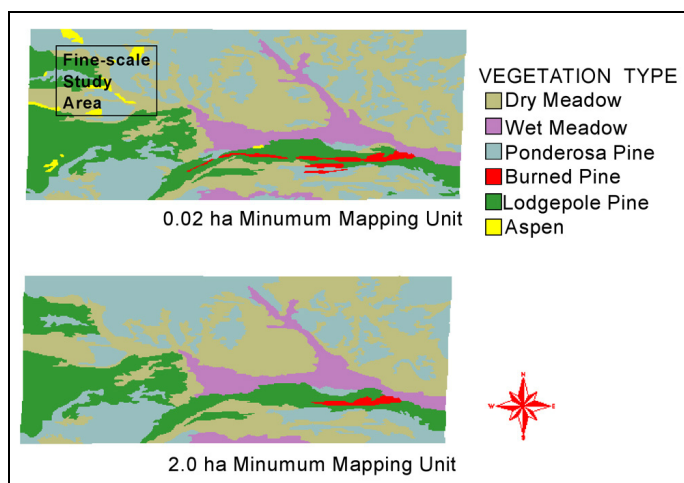 Fine-scale
Study
Area
VEGETATION TYPE
Dry Meadow
Wet Meadow
Ponderosa Pine
Burned Pine
Lodgepole Pine
Aspen
0.02 ha Minumum Mapping Unit
2.0 ha Minumum Mapping Unit
N
W E
S